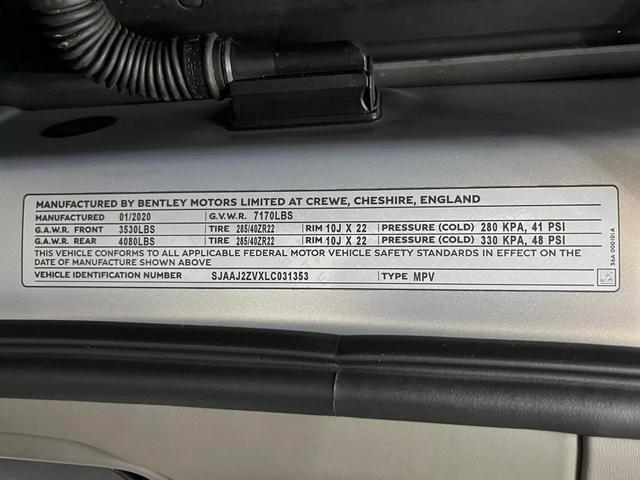 MANUFACTURED BY BENTLEY MOTORS LIMITED AT CREWE, CHESHIRE, ENGLAND
MANUFACTURED 01/2020 G.V.W.R. 7170LBS
G.A.W.R. FRONT 3530LBS TIRE 285/40ZR22 RIM 10J X 22 PRESSURE (COLD) 280 KPA, 41 PSI
G.A.W.R. REAR 4080LBS TIRE 285/40ZR22 RIM 10J X 22 PRESSURE (COLD) 330 KPA, 48 PSI
THIS VEHICLE CONFORMS TO ALL APPLICABLE FEDERAL MOTOR VEHICLE SAFETY STANDARDS IN EFFECT ON THE
DATE OF MANUFACTURE SHOWN ABOVE
VEHICLE IDENTIFICATION NUMBER SJAAJ2ZVXLC031353 TYPE MPV
36A 000101A